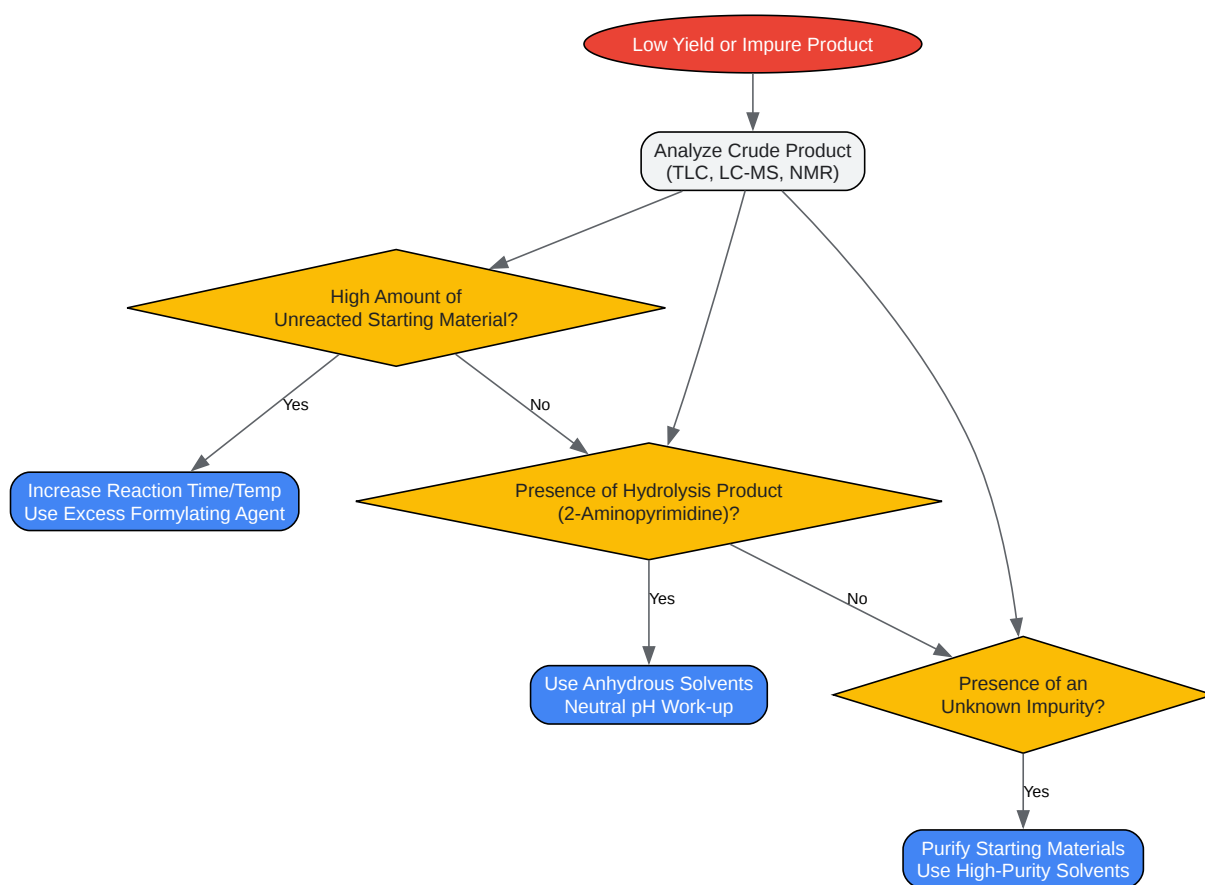 Low Yield or Impure Product
Analyze Crude Product
(TLC, LC-MS, NMR)
High Amount of
Unreacted Starting Material?
Yes
No
Increase Reaction Time/Temp
Use Excess Formylating Agent
Presence of Hydrolysis Product
(2-Aminopyrimidine)?
Yes
No
Use Anhydrous Solvents
Neutral pH Work-up
Presence of an
Unknown Impurity?
Yes
Purify Starting Materials
Use High-Purity Solvents